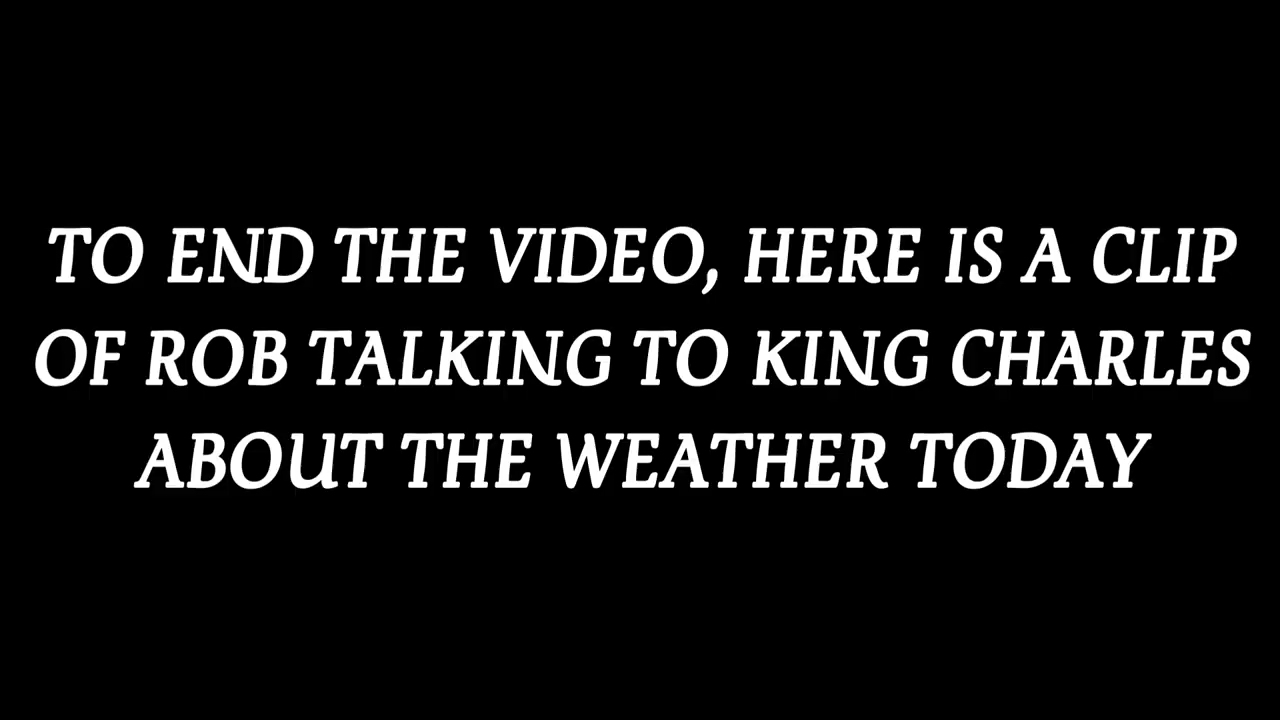 TO END THE VIDEO, HERE IS A CLIP
OF ROB TALKING TO KING CHARLES
ABOUT THE WEATHER TODAY